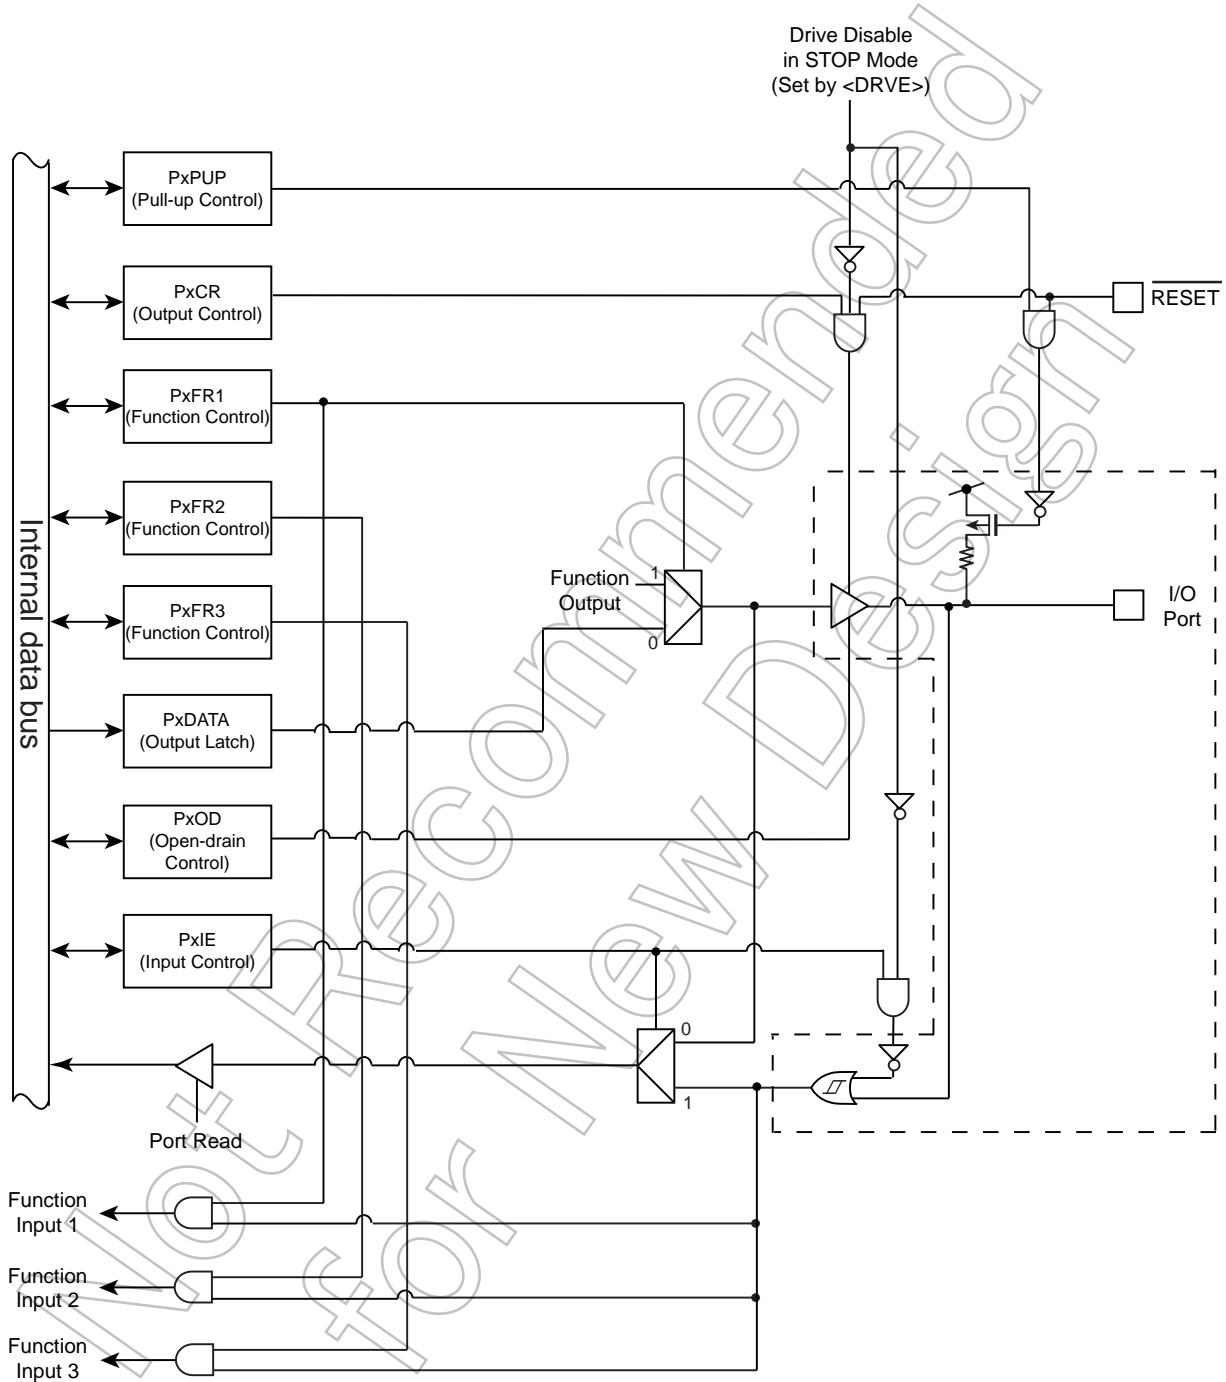 Drive Disable
in STOP Mode
(Set by <DRVE>)
PxPUP
(Pull-up Control)
PxCR
(Output Control)
RESET
PxFR1
(Function Control)
PxFR2
(Function Control)
Internal data bus
Function
Output
1
0
I/O
Port
PxFR3
(Function Control)
PxDATA
(Output Latch)
PxOD
(Open-drain
Control)
PxIE
(Input Control)
0
1
Port Read
Function
Input 1
Function
Input 2
Function
Input 3
Not Recommended
for New Design